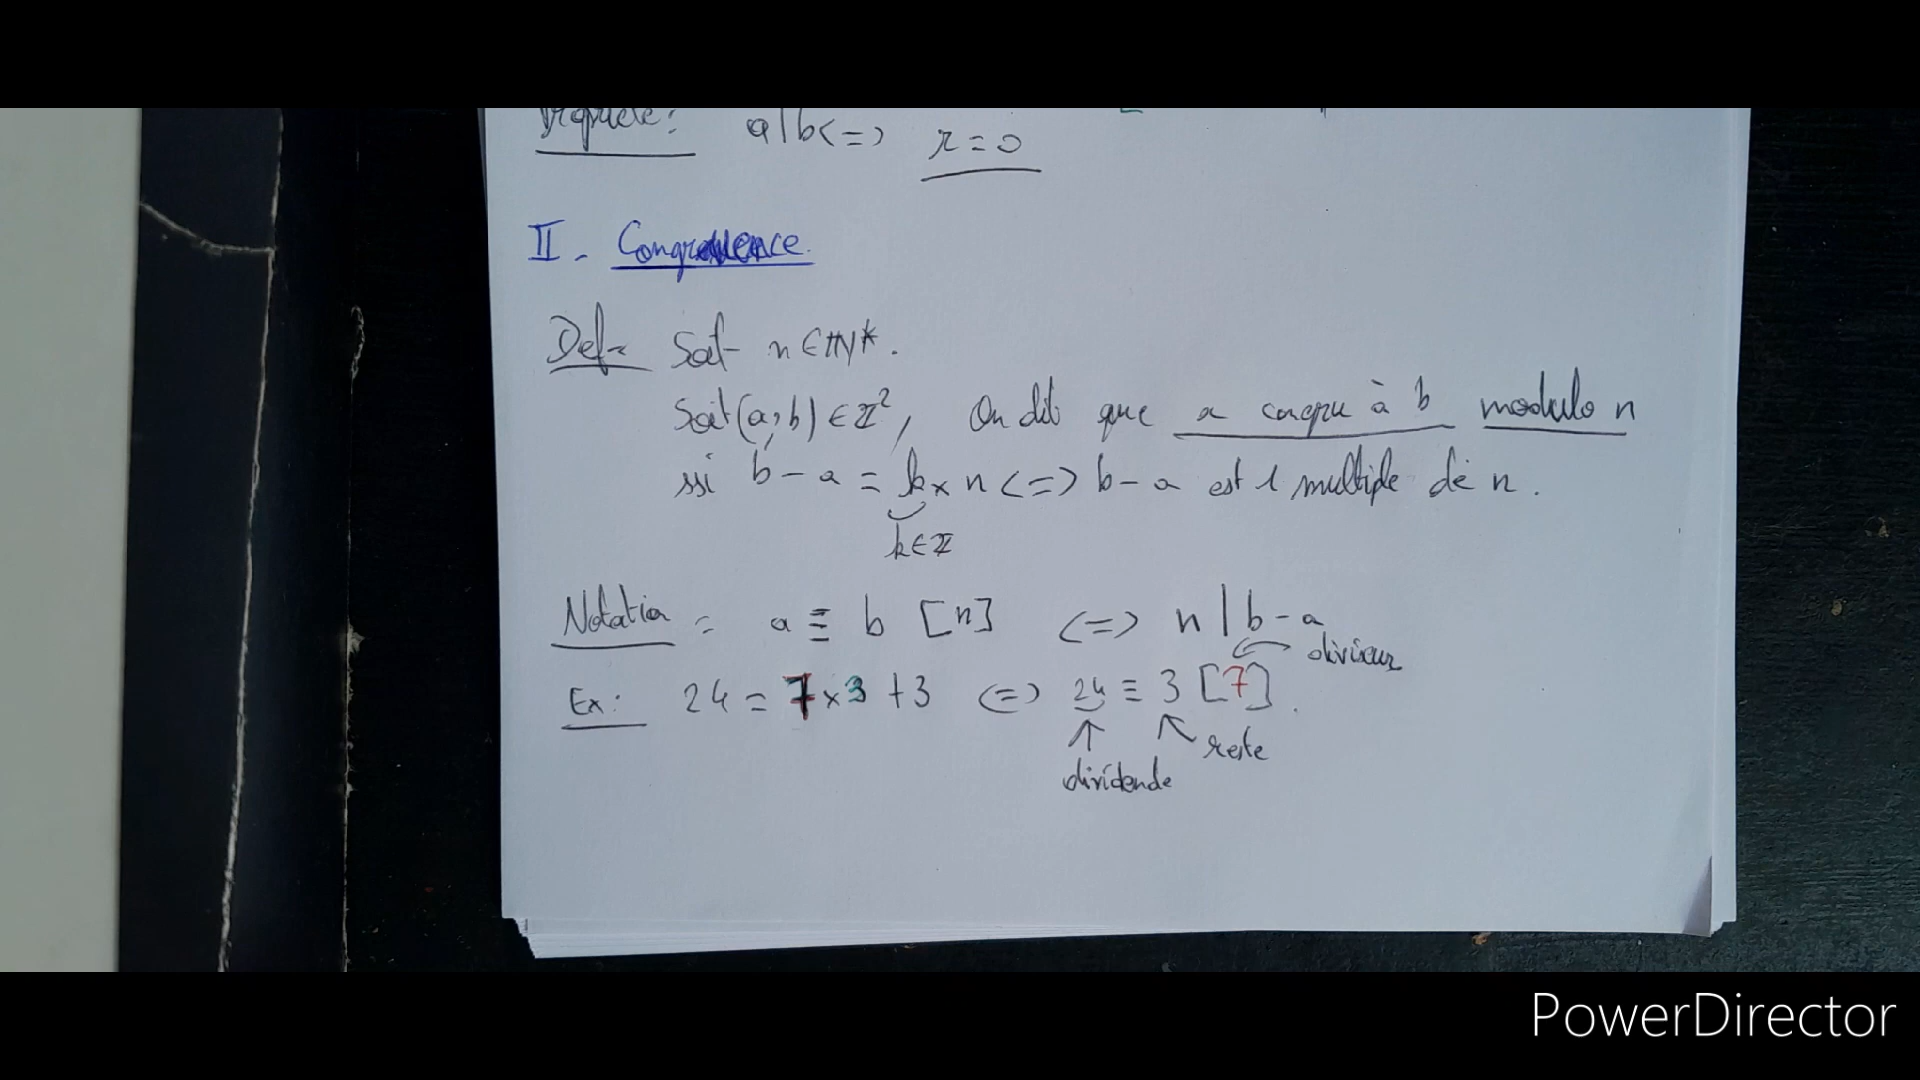 Propriété: a|b <=> r = 0
II. Congruence.
Def: Soit n ∈ ℕ*.
Soit (a,b) ∈ ℤ², On dit que a congru à b modulo n
ssi b - a = k × n <=> b - a est 1 multiple de n.
k ∈ ℤ
Notation: a ≡ b [n] <=> n | b - a
diviseur
Ex: 24 = 7 × 3 + 3 <=> 24 ≡ 3 [7].
reste
dividende
PowerDirector